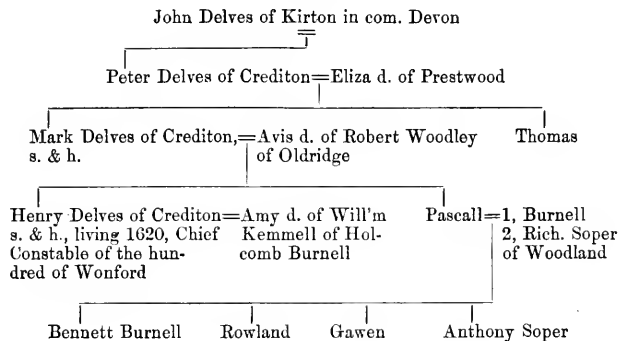 John Delves of Kirton in com. Devon
=
Peter Delves of Crediton=Eliza d. of Prestwood
Mark Delves of Crediton,=Avis d. of Robert Woodley Thomas
s. & h. of Oldridge
Henry Delves of Crediton=Amy d. of Will'm Pascall=1, Burnell
s. & h., living 1620, Chief Kemmell of Hol- 2, Rich. Soper
Constable of the hun- comb Burnell of Woodland
dred of Wonford
Bennett Burnell Rowland Gawen Anthony Soper